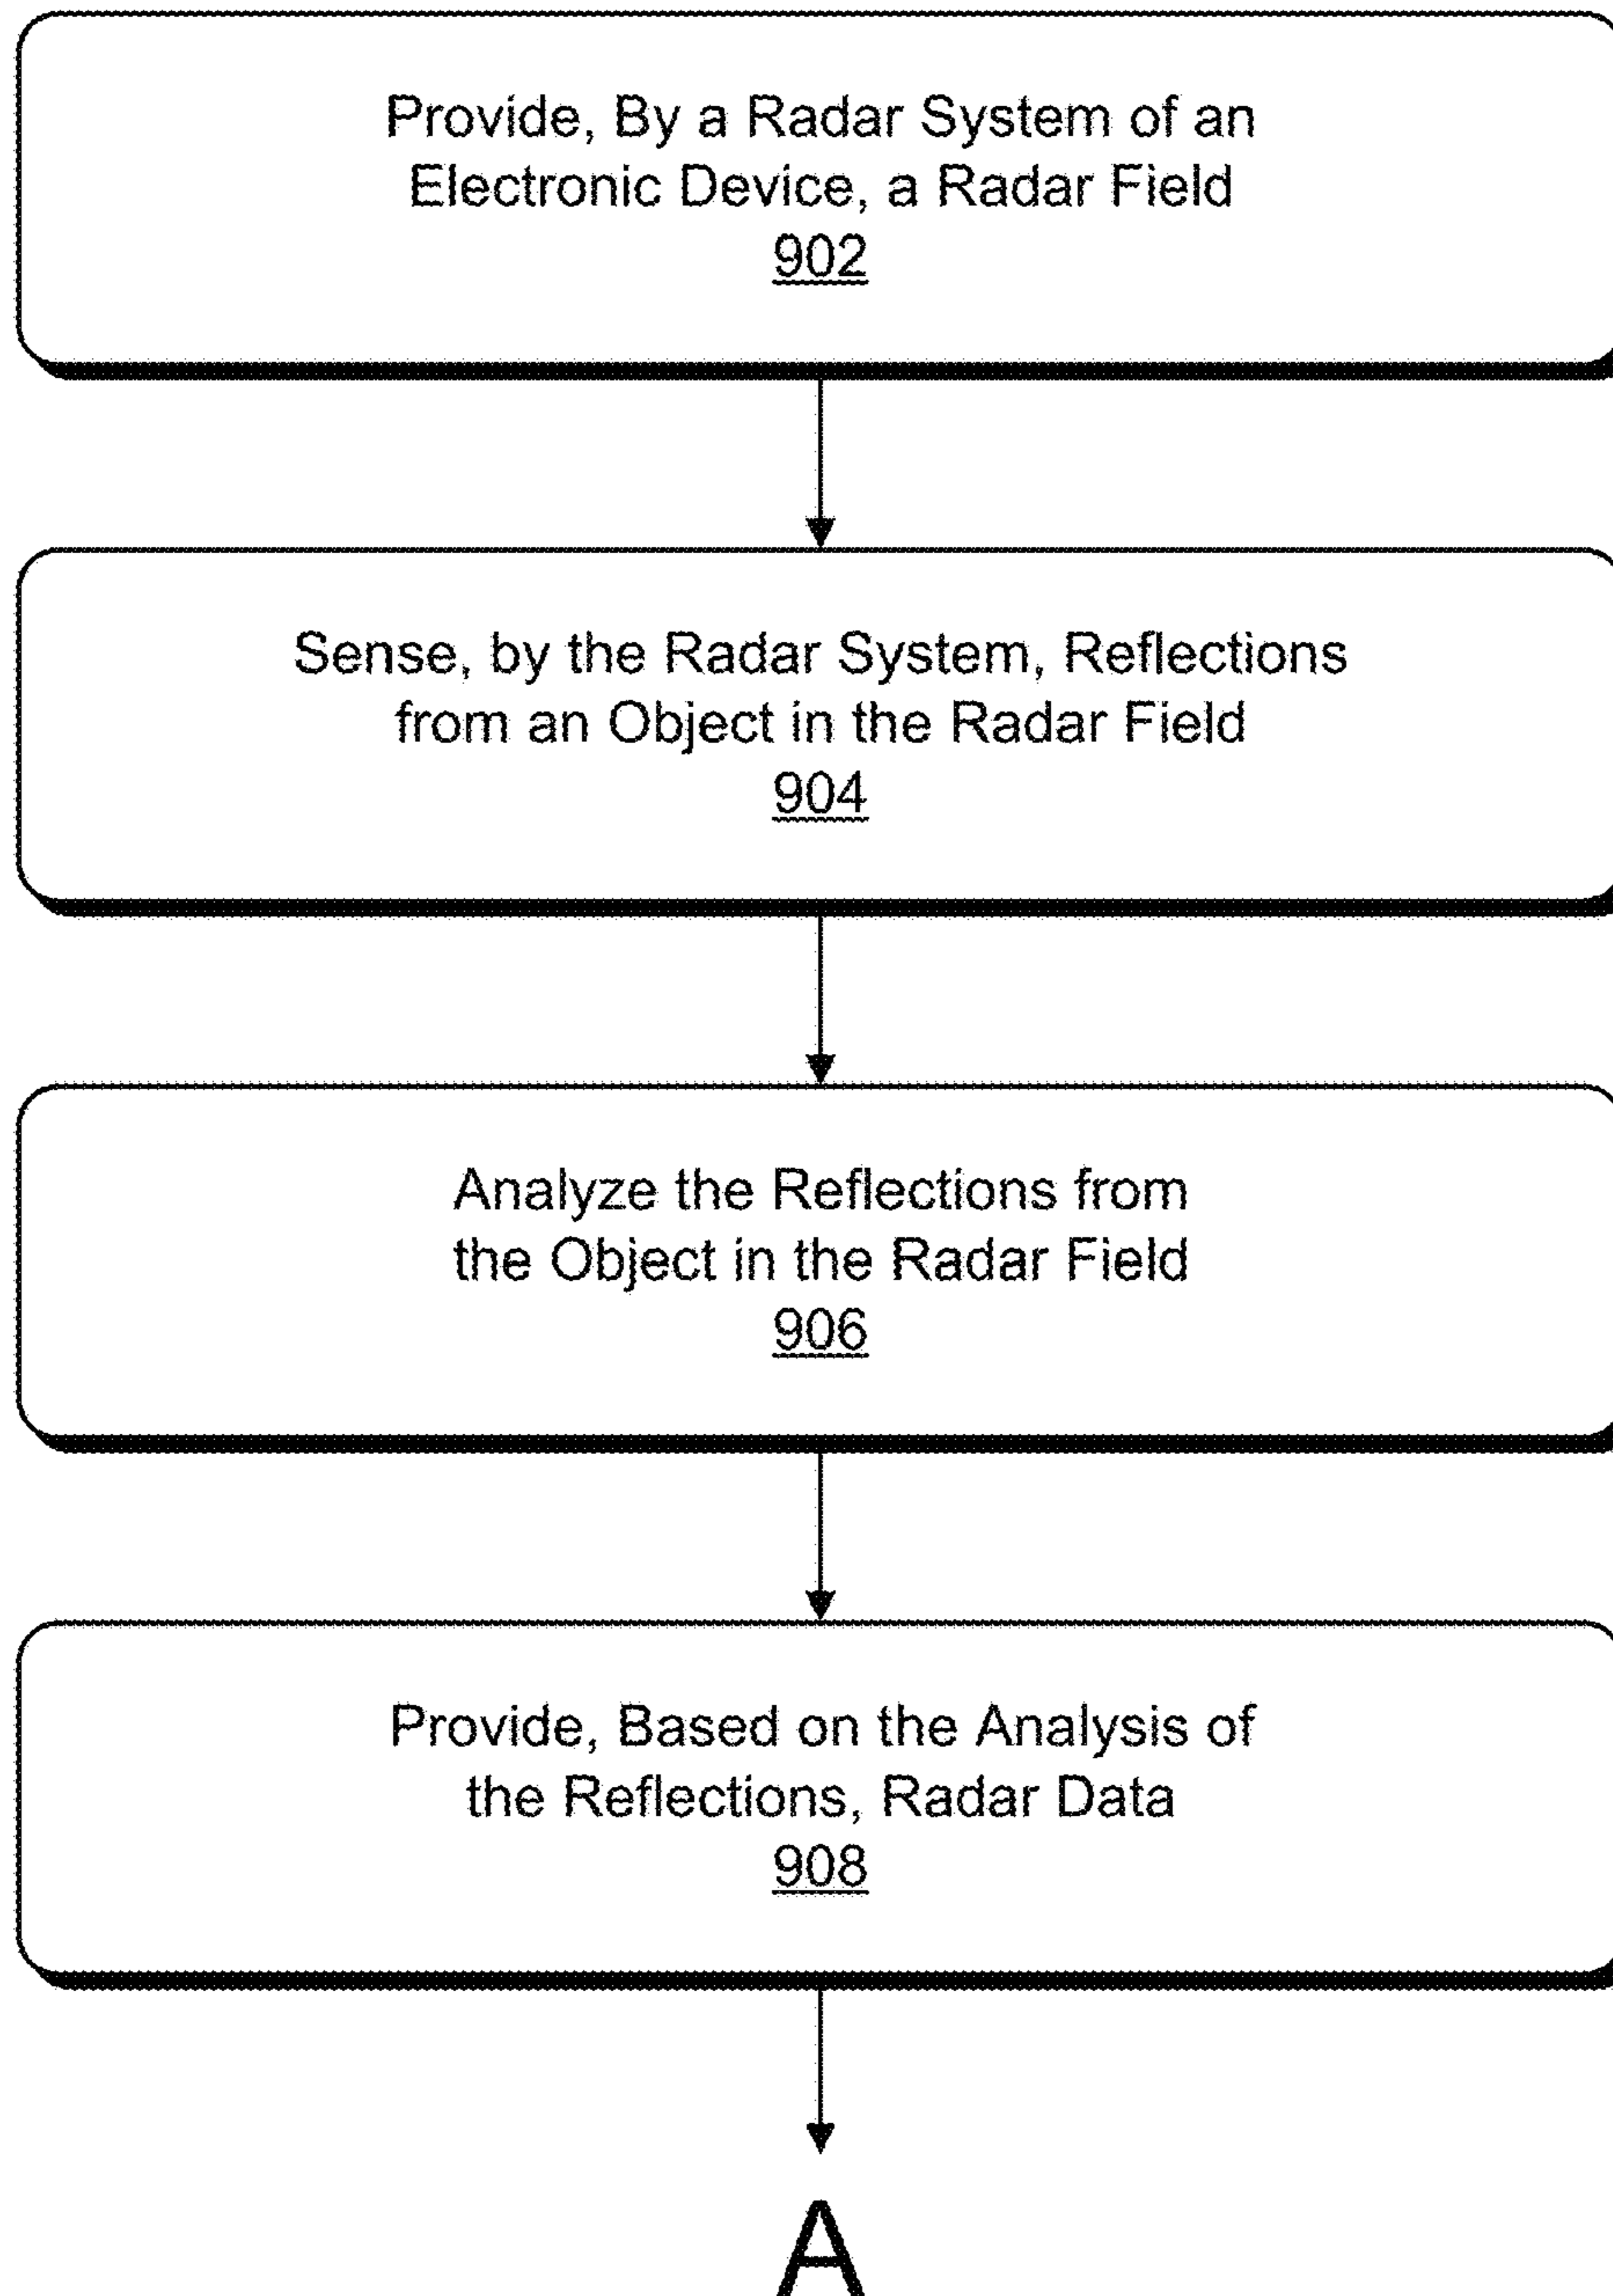 Provide, By a Radar System of an
Electronic Device, a Radar Field
902
Sense, by the Radar System, Reflections
from an Object in the Radar Field
904
Analyze the Reflections from
the Object in the Radar Field
906
Provide, Based on the Analysis of
the Reflections, Radar Data
908
A